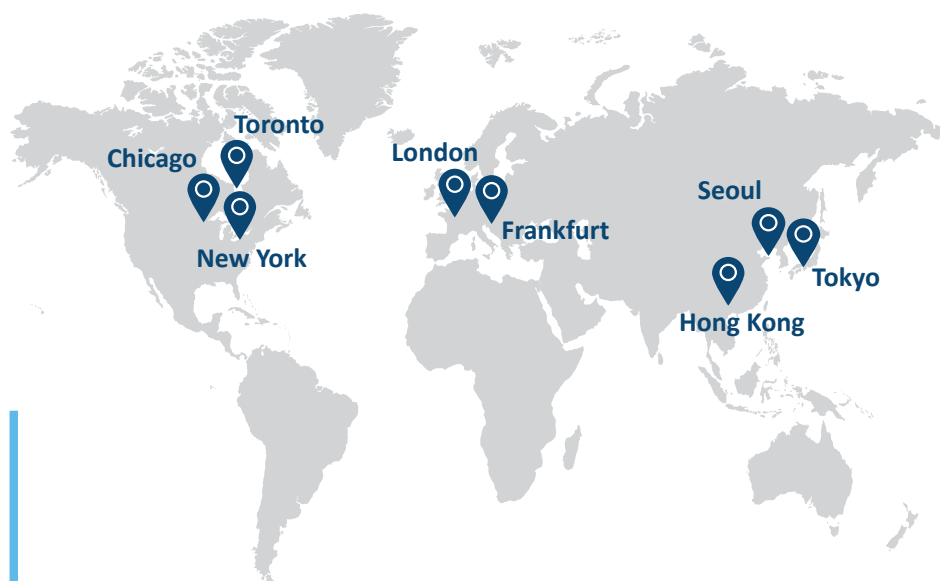 Toronto
Chicago
London
Seoul
Frankfurt
New York
Tokyo
Hong Kong